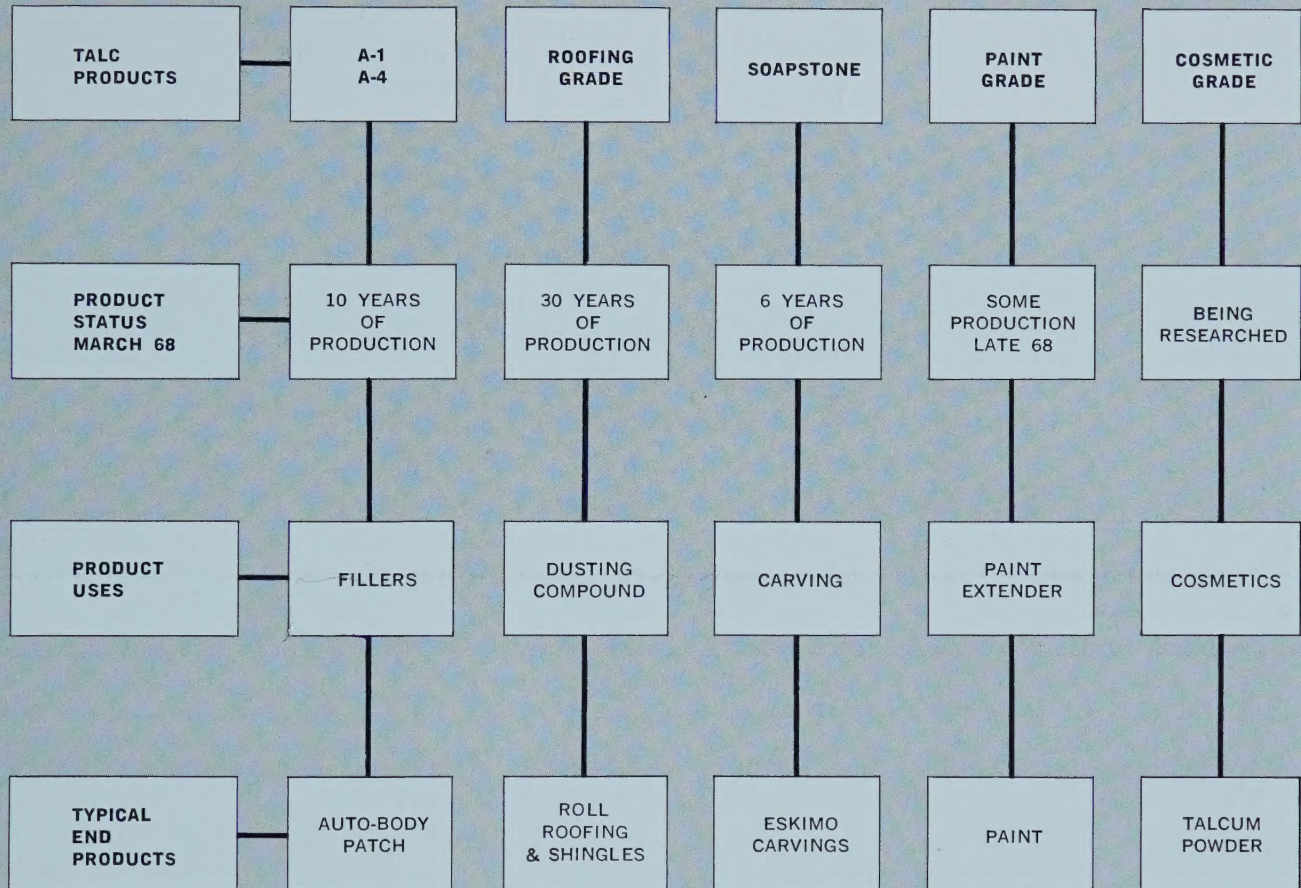 TALC
PRODUCTS
A-1
A-4
ROOFING
GRADE
SOAPSTONE
PAINT
GRADE
COSMETIC
GRADE
PRODUCT
STATUS
MARCH 68
10 YEARS
OF
PRODUCTION
30 YEARS
OF
PRODUCTION
6 YEARS
OF
PRODUCTION
SOME
PRODUCTION
LATE 68
BEING
RESEARCHED
PRODUCT
USES
FILLERS
DUSTING
COMPOUND
CARVING
PAINT
EXTENDER
COSMETICS
TYPICAL
END
PRODUCTS
AUTO-BODY
PATCH
ROLL
ROOFING
& SHINGLES
ESKIMO
CARVINGS
PAINT
TALCUM
POWDER